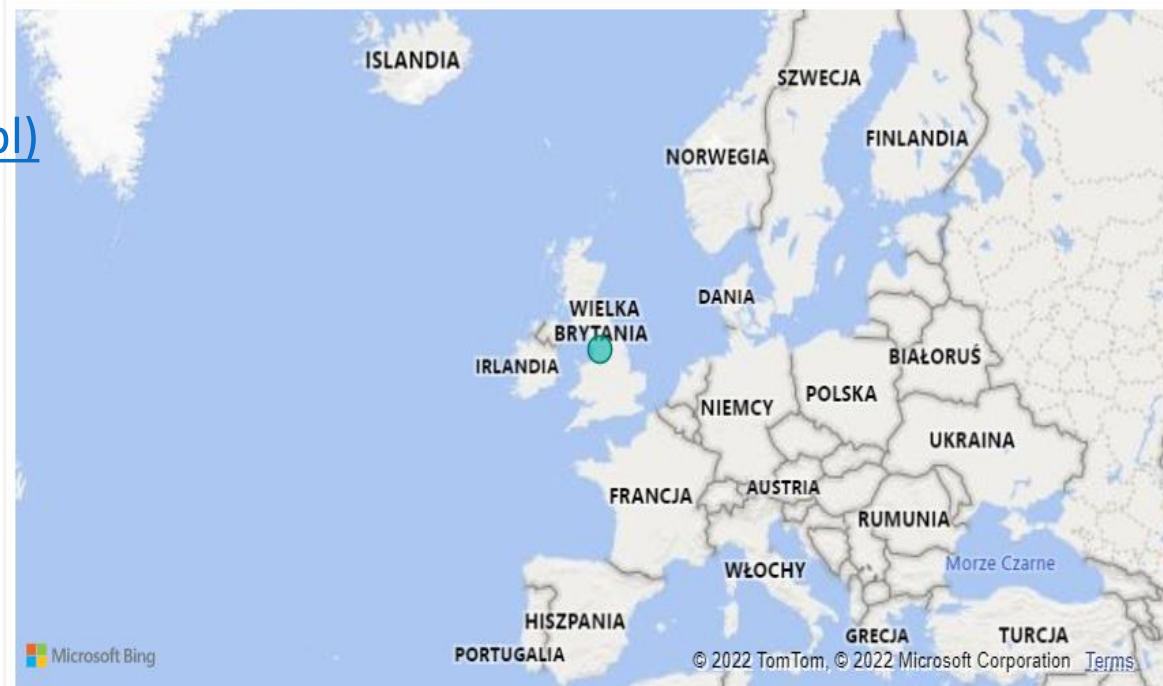 ISLANDIA
SZWECJA
pl)
FINLANDIA
NORWEGIA
DANIA
WIELKA
BRYTANIA
IRLANDIA
BIAŁORUŚ
POLSKA
NIEMCY
UKRAINA
AUSTRIA
FRANCJA
RUMUNIA
Morze Czarne
WŁOCHY
HISZPANIA
GRECJA
TURCJA
PORTUGALIA
Microsoft Bing
© 2022 TomTom, © 2022 Microsoft Corporation Terms